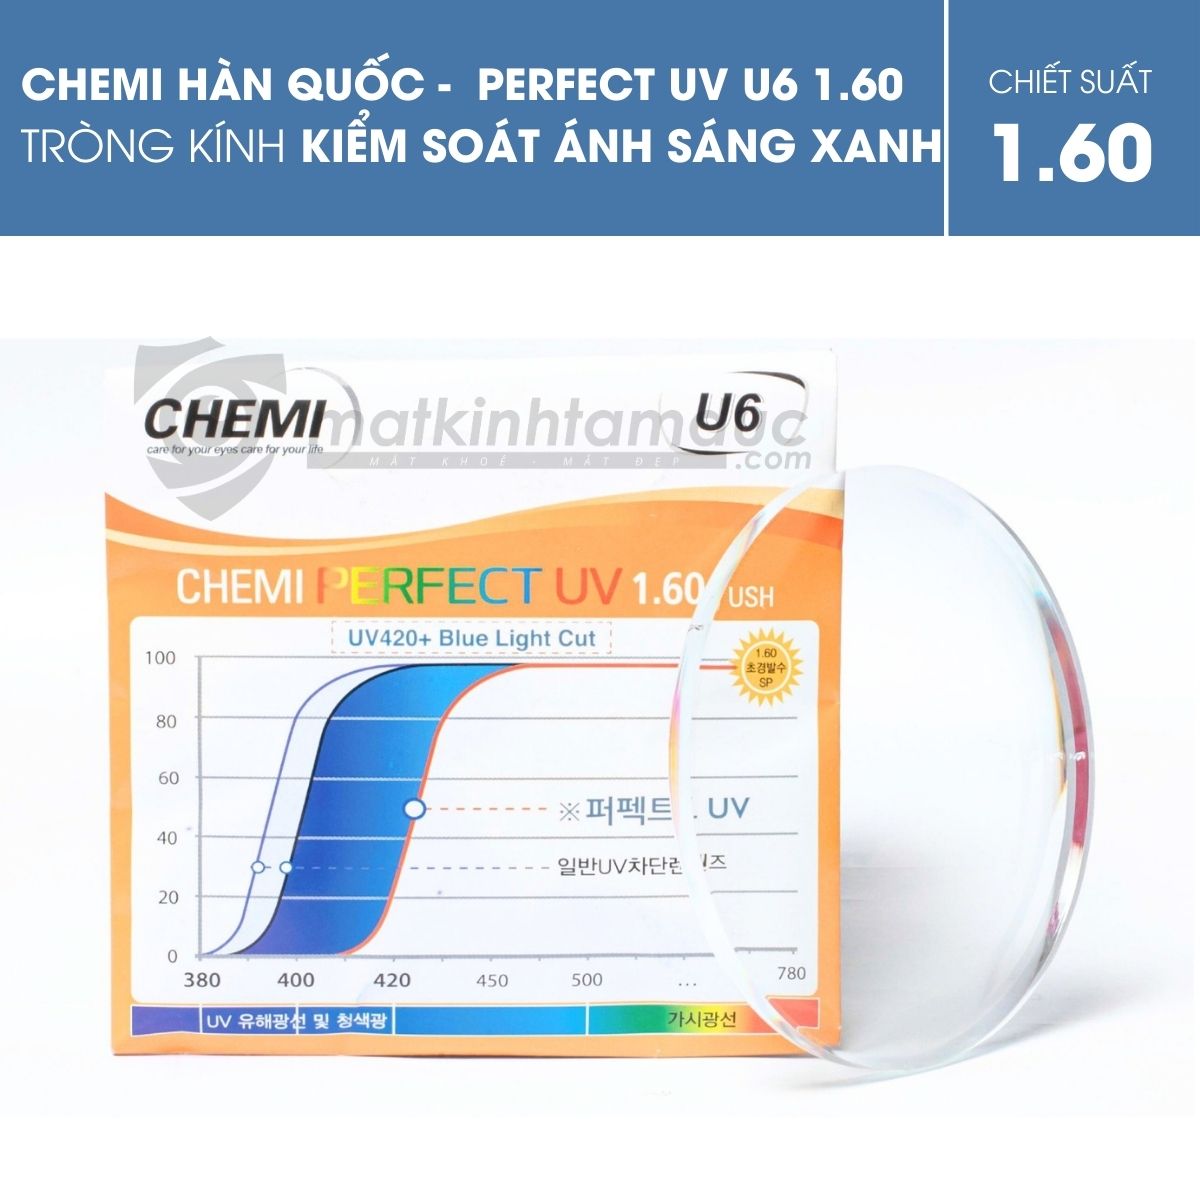 CHEMI HÀN QUỐC - PERFECT UV U6 1.60
TRÒNG KÍNH KIỂM SOÁT ÁNH SÁNG XANH
CHIẾT SUẤT
1.60
CHEMI
care for your eyes care for your life
matkinhtamduc
.com
MẮT KHOẺ - MẮT ĐẸP
U6
CHEMI PERFECT UV 1.60 USH
UV420+ Blue Light Cut
1.60
초경발수
SP
100
80
60
40
20
0
※퍼펙트 UV
일반UV차단렌즈
380 400 420 450 500 ... 780
UV 유해광선 및 청색광
가시광선